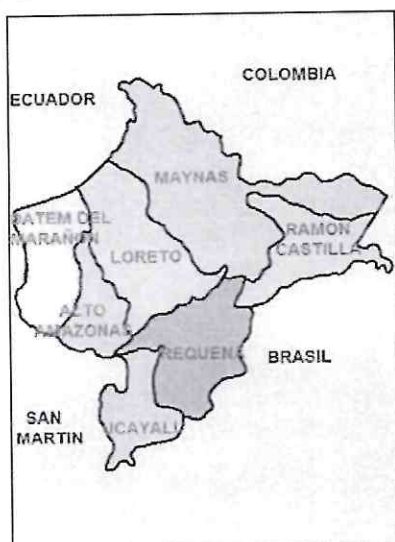 COLOMBIA
ECUADOR
MAYNAS
DATEM DEL
MARAÑON
RAMON
CASTILLA
LORETO
ALTO
AMAZONAS
REQUENA
BRASIL
SAN
MARTIN
UCAYALI